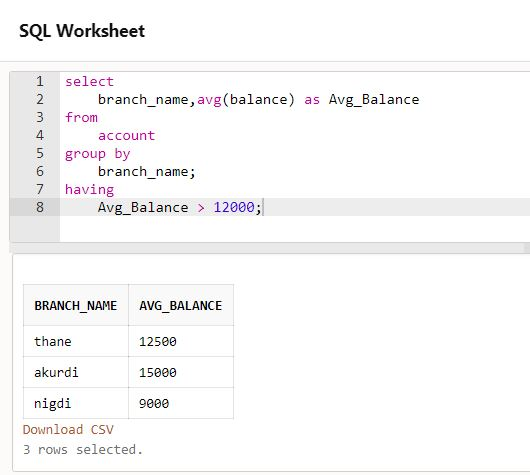 SQL Worksheet
1 select
2 branch_name,avg(balance) as Avg_Balance
3 from
4 account
5 group by
6 branch_name;
7 having
8 Avg_Balance > 12000;
BRANCH_NAME AVG_BALANCE
thane 12500
akurdi 15000
nigdi 9000
Download CSV
3 rows selected.